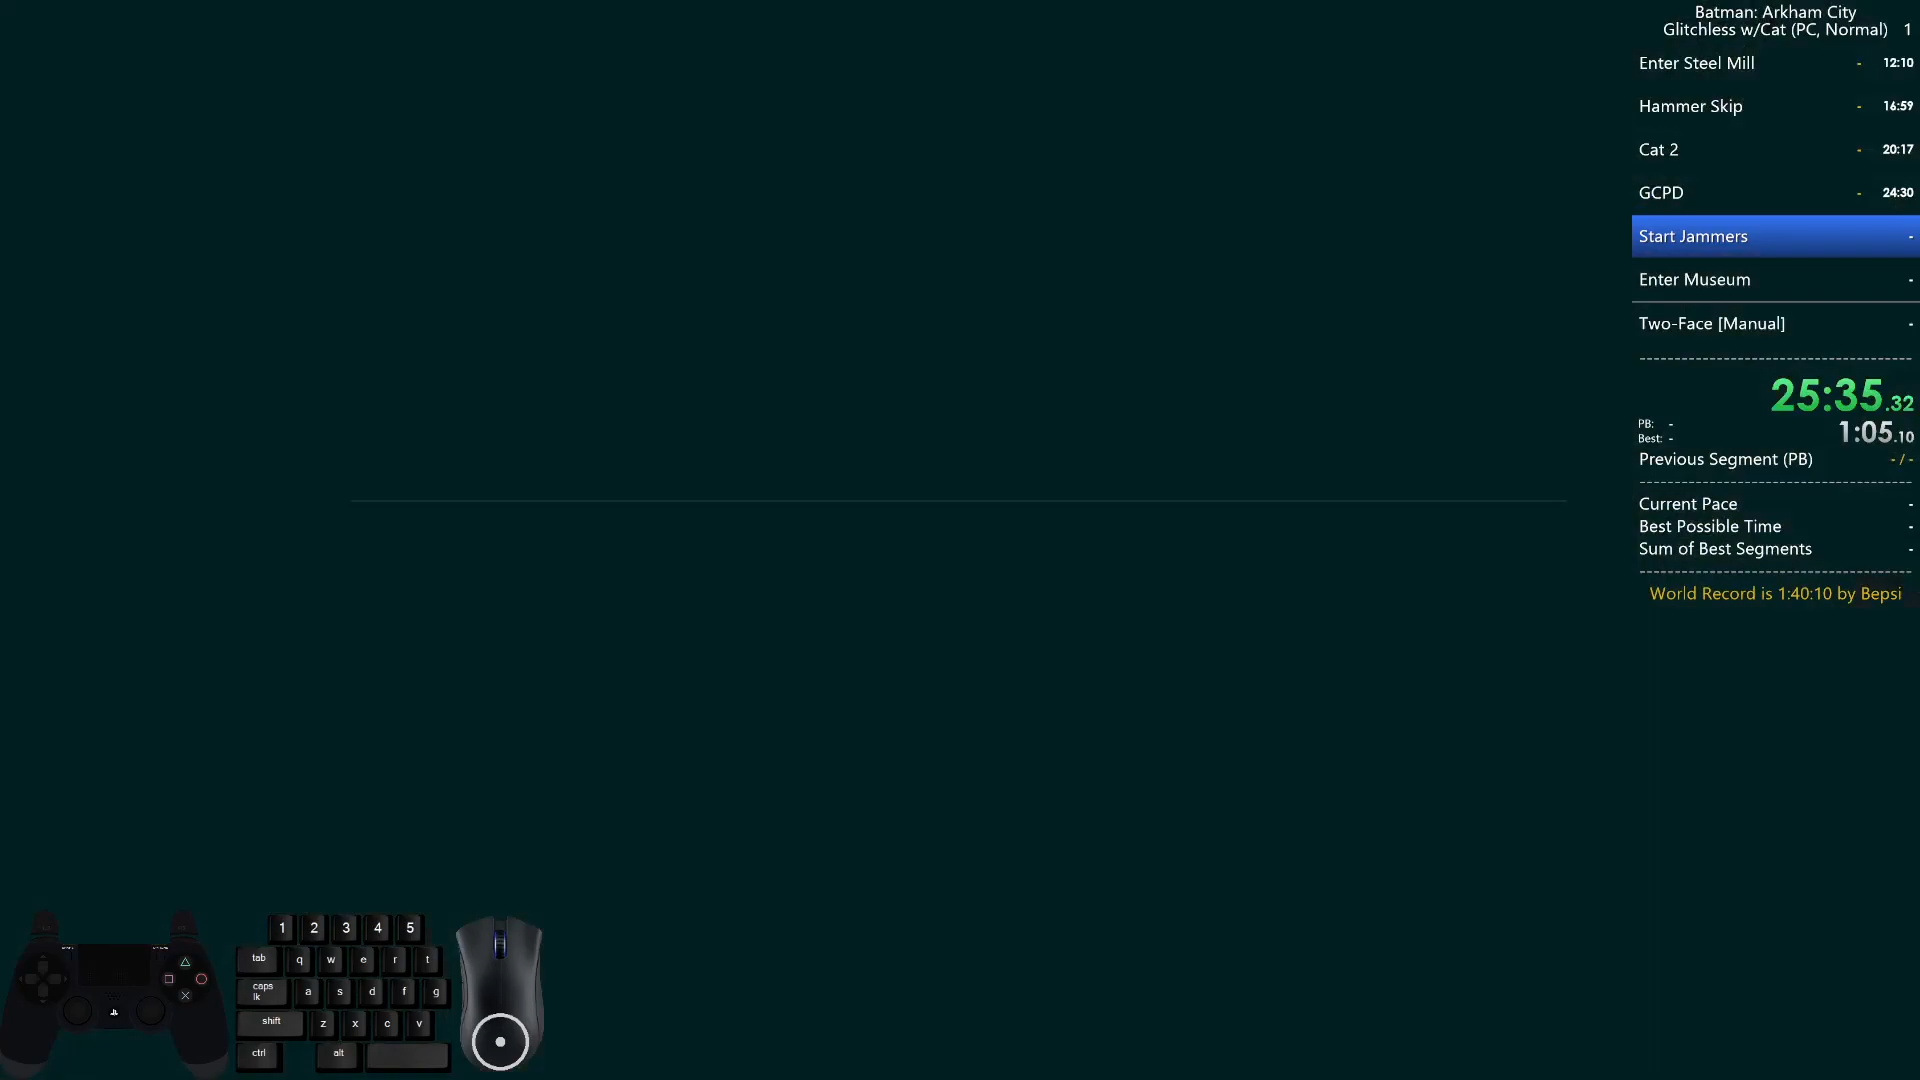 Batman: Arkham City
Glitchless w/Cat (PC, Normal) 1
Enter Steel Mill - 12:10
Hammer Skip - 16:59
Cat 2 - 20:17
GCPD - 24:30
Start Jammers -
Enter Museum -
Two-Face [Manual] -
25:35.32
PB: - 1:05.10
Best: -
Previous Segment (PB) - / -
Current Pace -
Best Possible Time -
Sum of Best Segments -
World Record is 1:40:10 by Bepsi
1 2 3 4 5
tab q w e r t
caps lk a s d f g
shift z x c v
ctrl alt